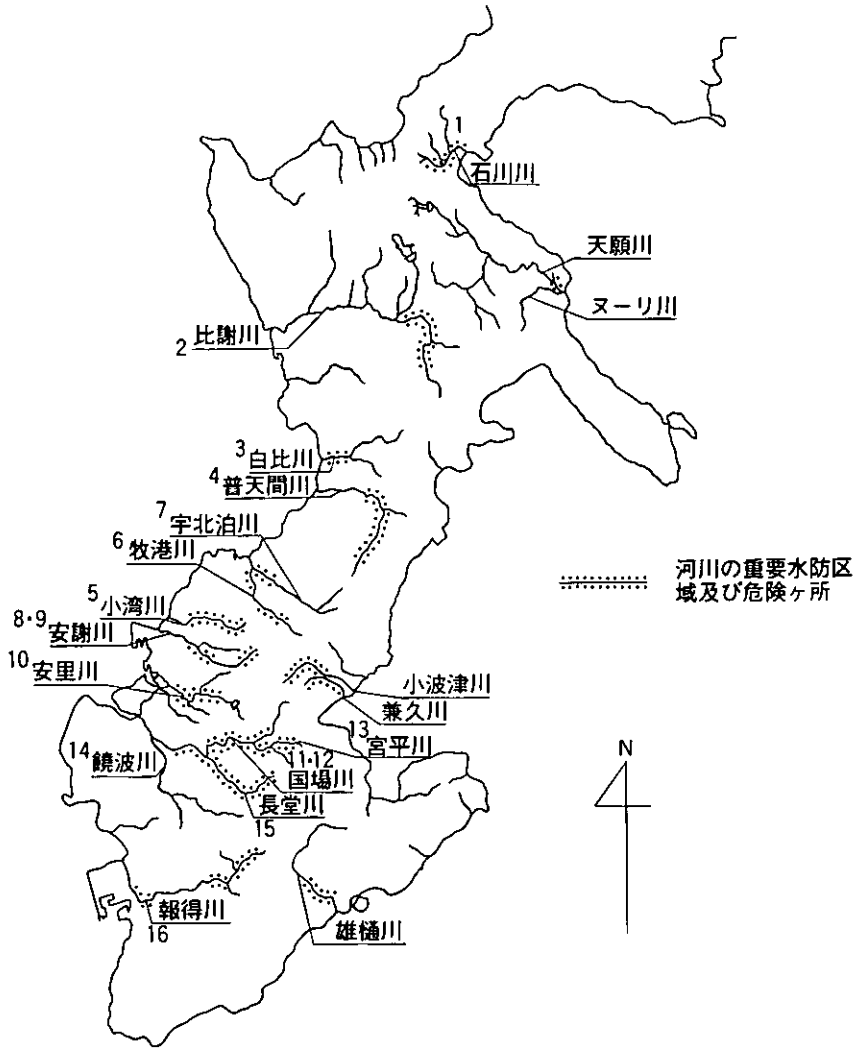 1
石川川
天願川
ヌーリ川
2 比謝川
3 白比川
4 普天間川
7 宇北泊川
6 牧港川
河川の重要水防区
域及び危険ヶ所
5 小湾川
8・9 安謝川
10 安里川
小波津川
兼久川
13 宮平川
14 饒波川
11・12
国場川
長堂川
15
N
報得川
16
雄樋川